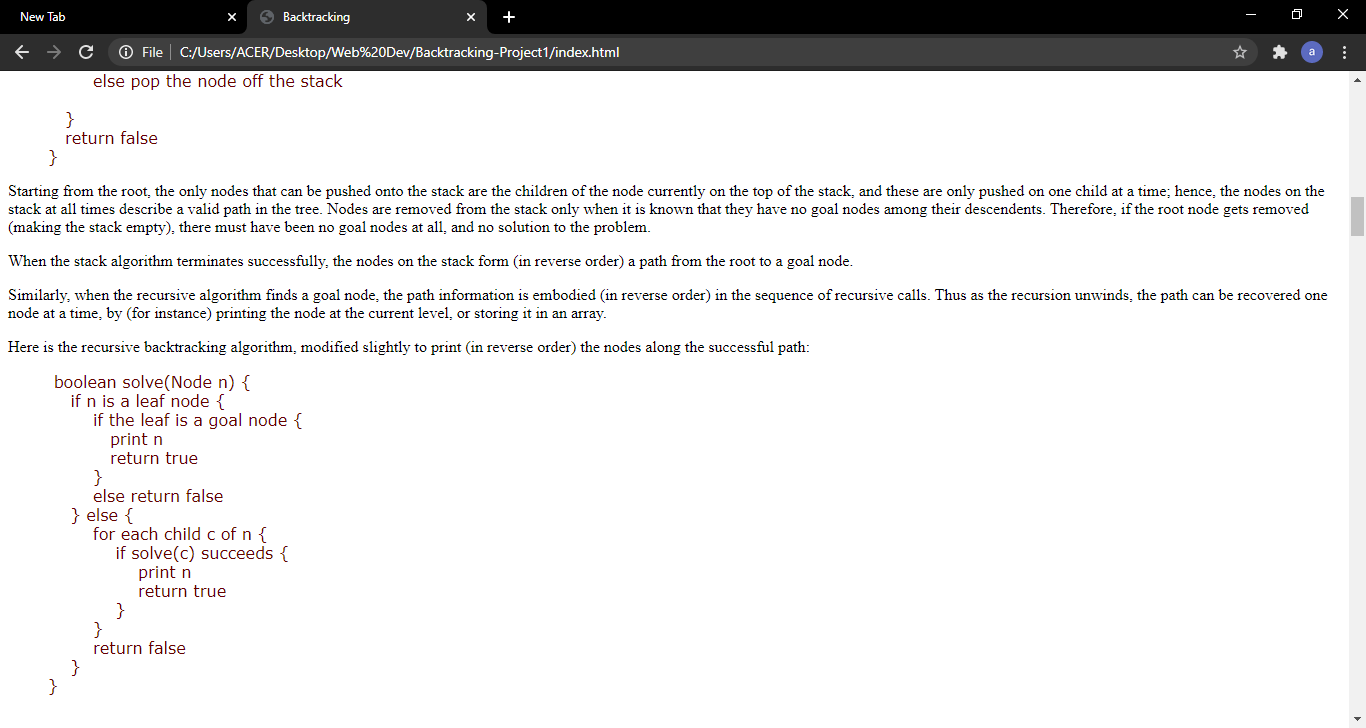 New Tab
Backtracking
File
C:/Users/ACER/Desktop/Web%20Dev/Backtracking-Project1/index.html
a
else pop the node off the stack
}
return false
}
Starting from the root, the only nodes that can be pushed onto the stack are the children of the node currently on the top of the stack, and these are only pushed on one child at a time; hence, the nodes on the
stack at all times describe a valid path in the tree. Nodes are removed from the stack only when it is known that they have no goal nodes among their descendents. Therefore, if the root node gets removed
(making the stack empty), there must have been no goal nodes at all, and no solution to the problem.
When the stack algorithm terminates successfully, the nodes on the stack form (in reverse order) a path from the root to a goal node.
Similarly, when the recursive algorithm finds a goal node, the path information is embodied (in reverse order) in the sequence of recursive calls. Thus as the recursion unwinds, the path can be recovered one
node at a time, by (for instance) printing the node at the current level, or storing it in an array.
Here is the recursive backtracking algorithm, modified slightly to print (in reverse order) the nodes along the successful path:
boolean solve(Node n) {
if n is a leaf node {
if the leaf is a goal node {
print n
return true
}
else return false
} else {
for each child c of n {
if solve(c) succeeds {
print n
return true
}
}
return false
}
}